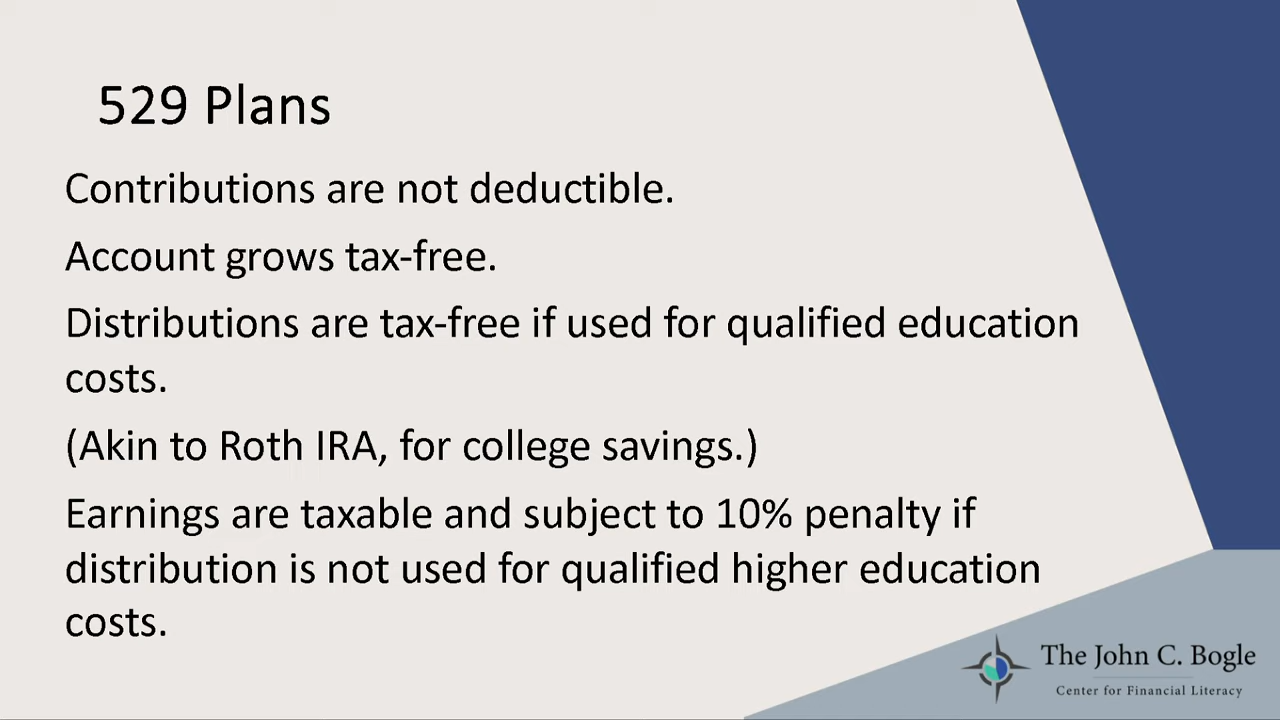 529 Plans
Contributions are not deductible.
Account grows tax-free.
Distributions are tax-free if used for qualified education
costs.
(Akin to Roth IRA, for college savings.)
Earnings are taxable and subject to 10% penalty if
distribution is not used for qualified higher education
costs.
The John C. Bogle
Center for Financial Literacy